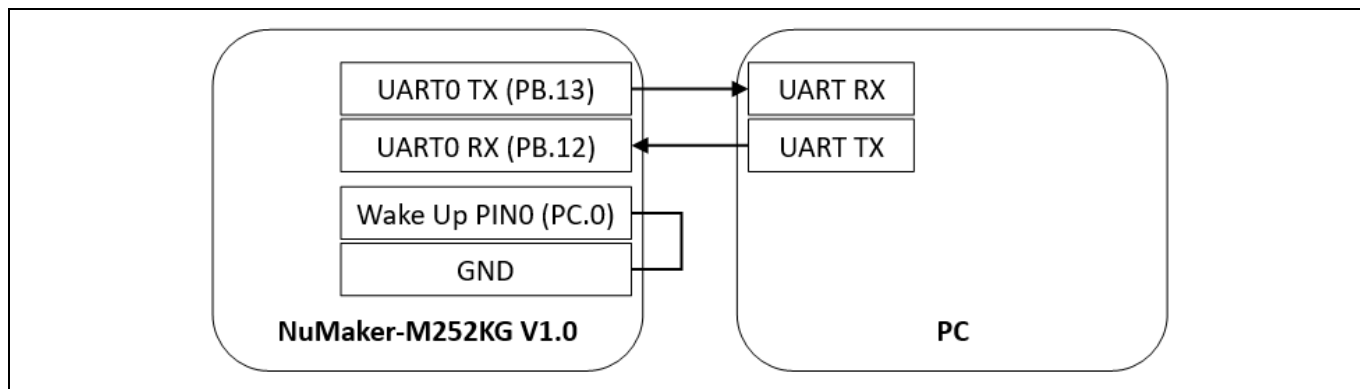 UART0 TX (PB.13)
UART RX
UART0 RX (PB.12)
UART TX
Wake Up PIN0 (PC.0)
GND
NuMaker-M252KG V1.0
PC